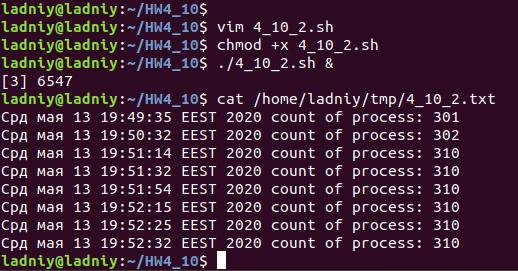 ladniy@ladniy:~/HW4_10$
ladniy@ladniy:~/HW4_10$ vim 4_10_2.sh
ladniy@ladniy:~/HW4_10$ chmod +x 4_10_2.sh
ladniy@ladniy:~/HW4_10$ ./4_10_2.sh &
[3] 6547
ladniy@ladniy:~/HW4_10$ cat /home/ladniy/tmp/4_10_2.txt
Срд мая 13 19:49:35 EEST 2020 count of process: 301
Срд мая 13 19:50:32 EEST 2020 count of process: 302
Срд мая 13 19:51:14 EEST 2020 count of process: 310
Срд мая 13 19:51:32 EEST 2020 count of process: 310
Срд мая 13 19:51:54 EEST 2020 count of process: 310
Срд мая 13 19:52:15 EEST 2020 count of process: 310
Срд мая 13 19:52:25 EEST 2020 count of process: 310
Срд мая 13 19:52:32 EEST 2020 count of process: 310
ladniy@ladniy:~/HW4_10$